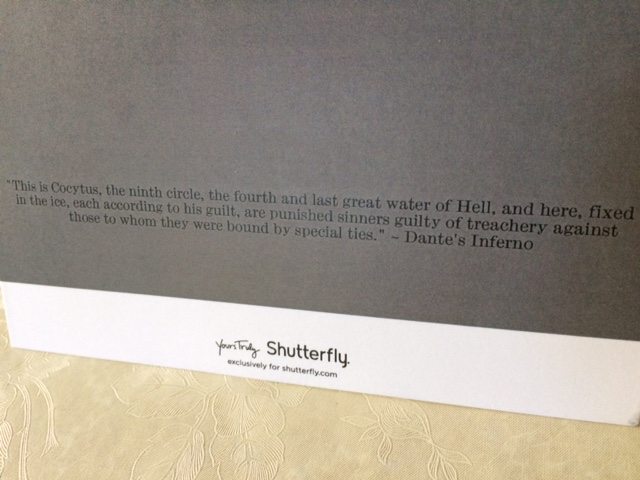 "This is Cocytus, the ninth circle, the fourth and last great water of Hell, and here, fixed
in the ice, each according to his guilt, are punished sinners guilty of treachery against
those to whom they were bound by special ties." ~ Dante's Inferno
Yours Truly Shutterfly.
exclusively for shutterfly.com